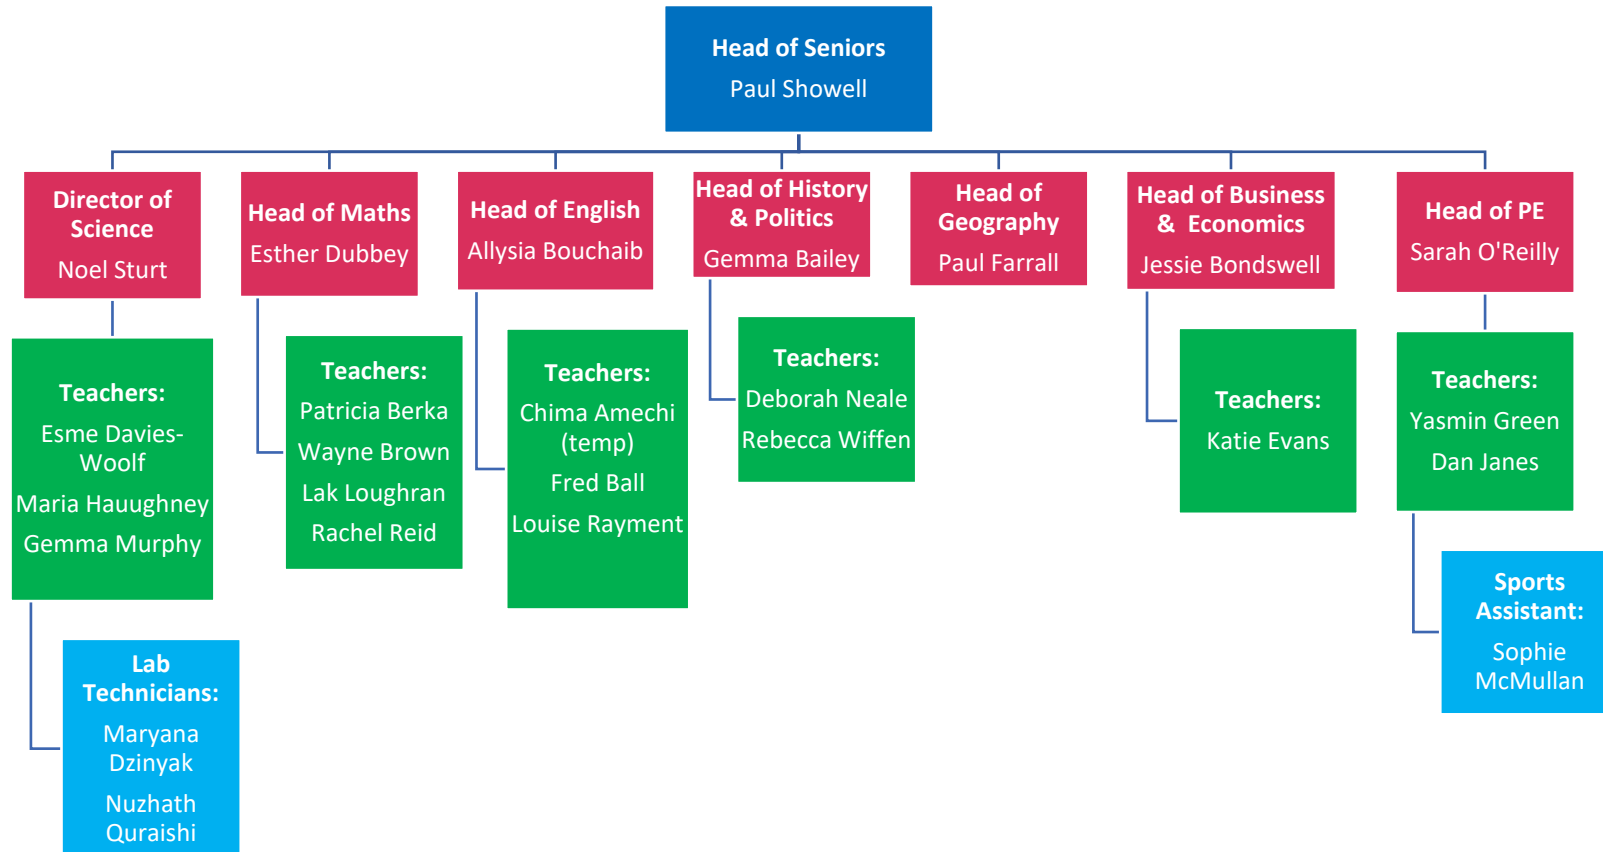 Head of Seniors
Paul Showell
Director of
Science
Noel Sturt
Head of Maths
Esther Dubbey
Head of English
Allysia Bouchaib
Head of History
& Politics
Gemma Bailey
Head of
Geography
Paul Farrall
Head of Business
& Economics
Jessie Bondswell
Head of PE
Sarah O'Reilly
Teachers:
Esme Davies-
Woolf
Maria Hauughney
Gemma Murphy
Teachers:
Patricia Berka
Wayne Brown
Lak Loughran
Rachel Reid
Teachers:
Chima Amechi
(temp)
Fred Ball
Louise Rayment
Teachers:
Deborah Neale
Rebecca Wiffen
Teachers:
Katie Evans
Teachers:
Yasmin Green
Dan Janes
Lab
Technicians:
Maryana
Dzinyak
Nuzhath
Quraishi
Sports
Assistant:
Sophie
McMullan